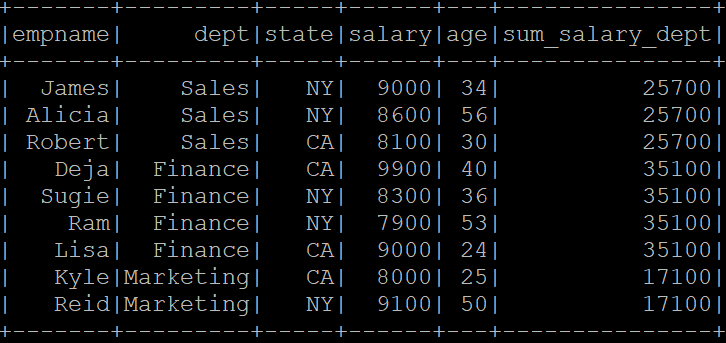 +-------+---------+-----+------+---+---------------+
|empname|     dept|state|salary|age|sum_salary_dept|
+-------+---------+-----+------+---+---------------+
|  James|    Sales|   NY|  9000| 34|          25700|
| Alicia|    Sales|   NY|  8600| 56|          25700|
| Robert|    Sales|   CA|  8100| 30|          25700|
|   Deja|  Finance|   CA|  9900| 40|          35100|
|  Sugie|  Finance|   NY|  8300| 36|          35100|
|    Ram|  Finance|   NY|  7900| 53|          35100|
|   Lisa|  Finance|   CA|  9000| 24|          35100|
|   Kyle|Marketing|   CA|  8000| 25|          17100|
|   Reid|Marketing|   NY|  9100| 50|          17100|
+-------+---------+-----+------+---+---------------+